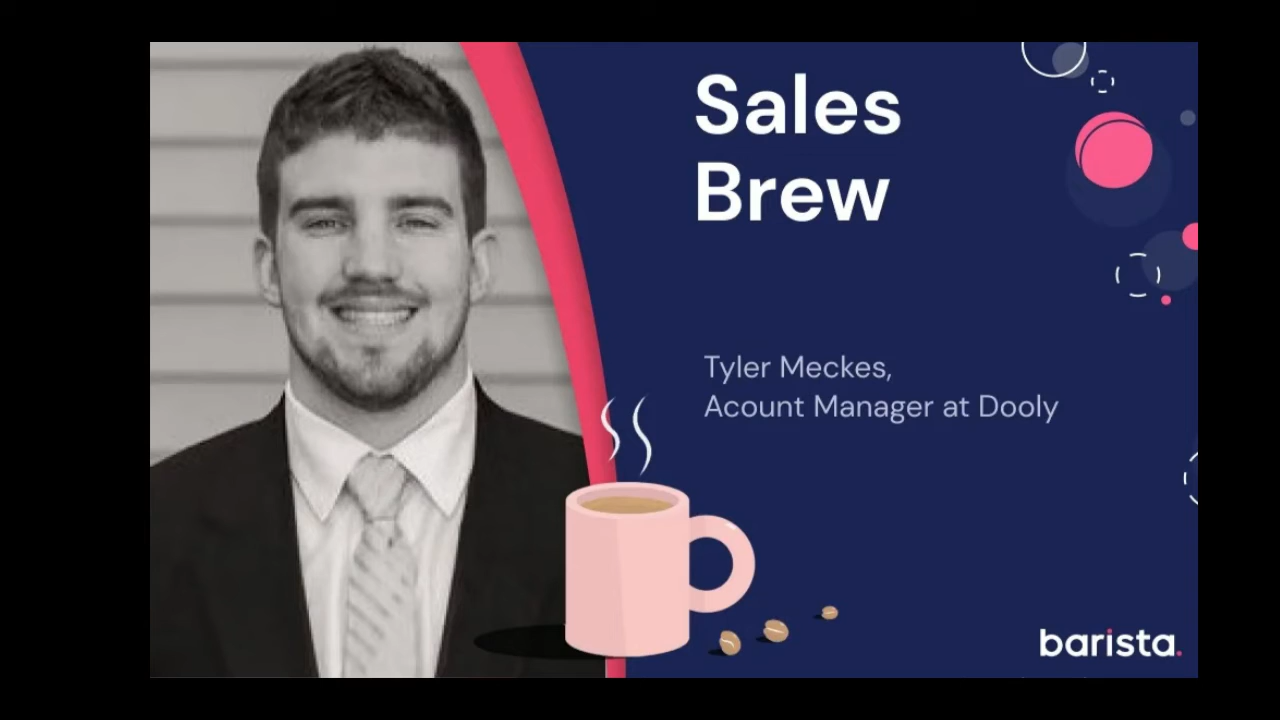 Sales
Brew
Tyler Meckes,
Acount Manager at Dooly
barista.